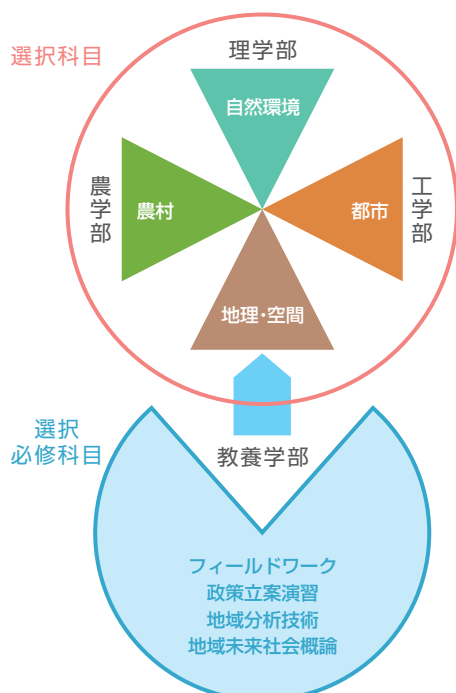 選択科目
理学部
自然環境
農学部
農村
都市
工学部
地理・空間
選択
必修科目
教養学部
フィールドワーク
政策立案演習
地域分析技術
地域未来社会概論